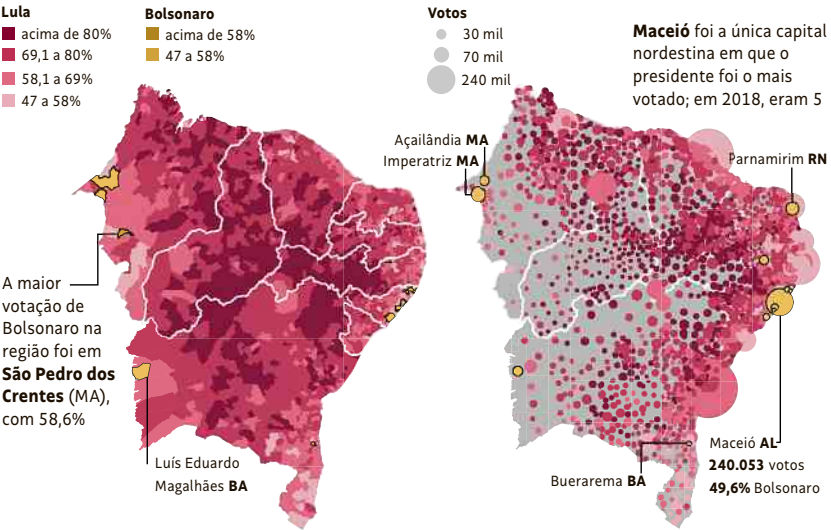 Lula
acima de 80%
69,1 a 80%
58,1 a 69%
47 a 58%
Bolsonaro
acima de 58%
47 a 58%
Votos
30 mil
70 mil
240 mil
Maceió foi a única capital
nordestina em que o
presidente foi o mais
votado; em 2018, eram 5
A maior
votação de
Bolsonaro na
região foi em
São Pedro dos
Crentes (MA),
com 58,6%
Luís Eduardo
Magalhães BA
Açailândia MA
Imperatriz MA
Parnamirim RN
Buerarema BA
Maceió AL
240.053 votos
49,6% Bolsonaro